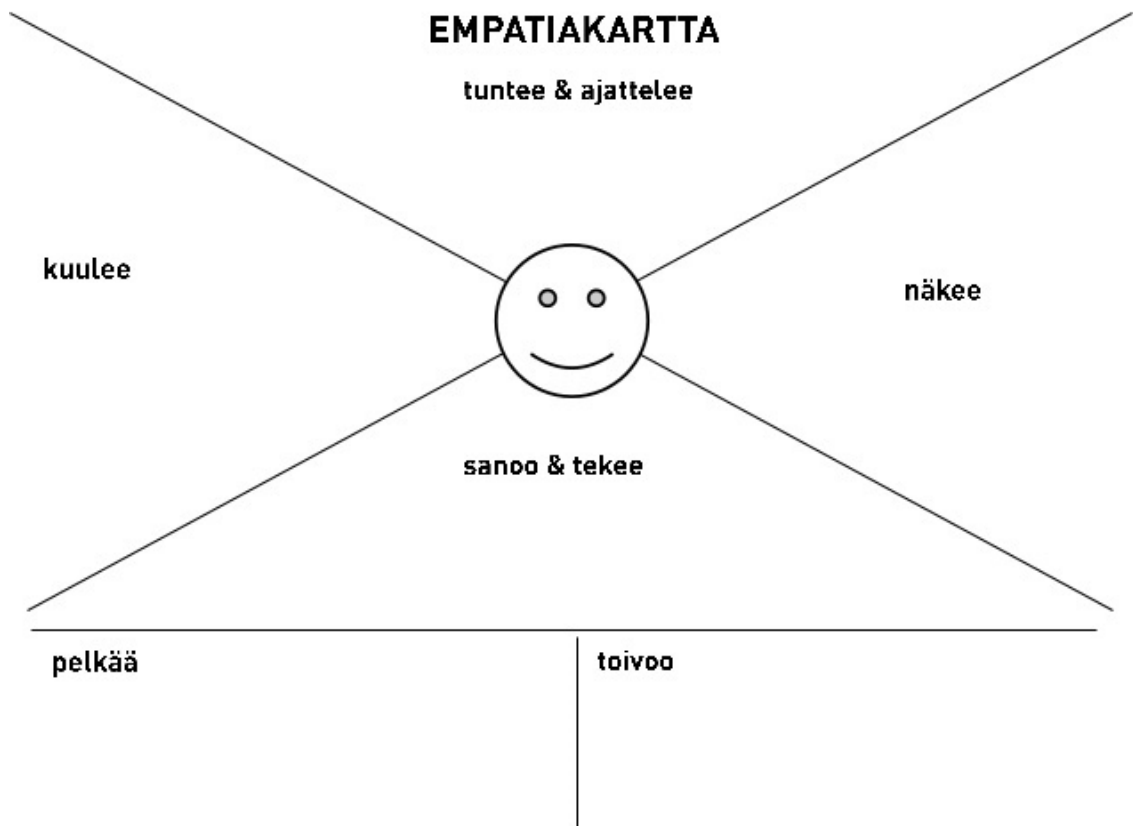 EMPATIAKARTTA
tuntee & ajattelee
kuulee
näkee
sanoo & tekee
pelkää
toivoo